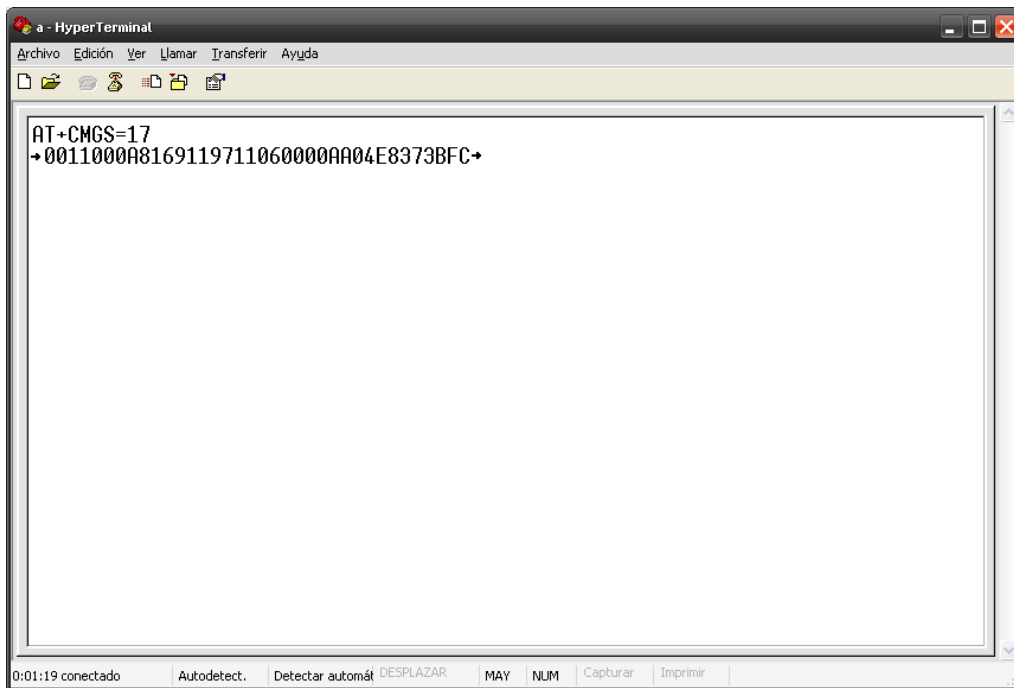 a - HyperTerminal
Archivo Edición Ver Llamar Transferir Ayuda
AT+CMGS=17
→0011000A8169119711060000AA04E8373BFC→
0:01:19 conectado Autodetect. Detectar automát DESPLAZAR MAY NUM Capturar Imprimir